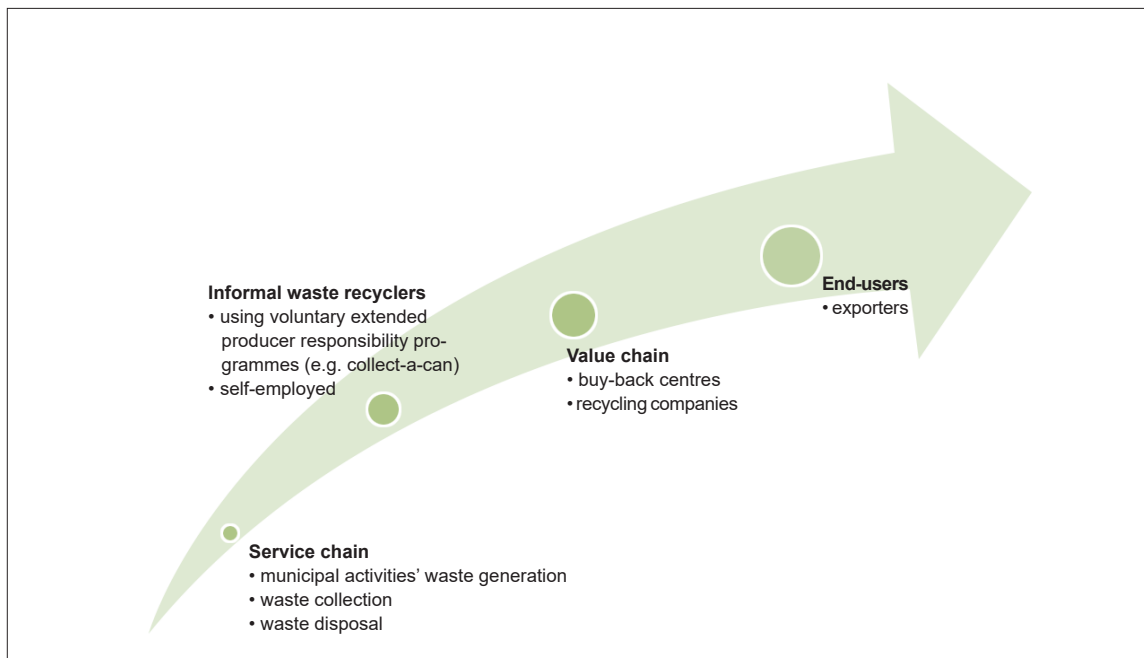 Informal waste recyclers
• using voluntary extended
producer responsibility pro-
grammes (e.g. collect-a-can)
• self-employed
End-users
• exporters
Value chain
• buy-back centres
• recycling companies
Service chain
• municipal activities’ waste generation
• waste collection
• waste disposal